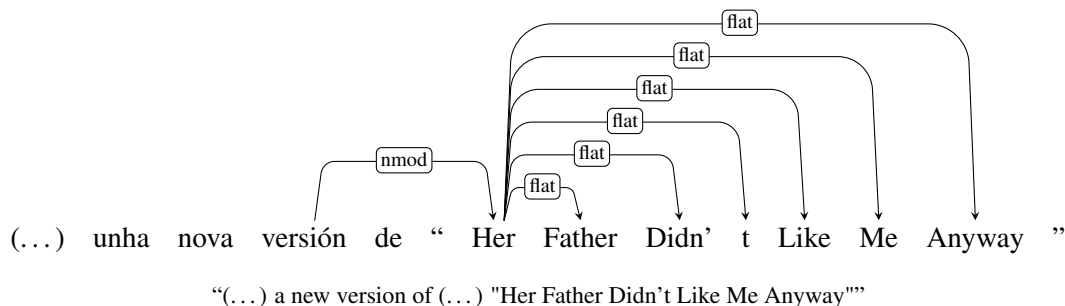 flat
flat
flat
flat
nmod
flat
flat
(...) unha nova versión de “ Her Father Didn’ t Like Me Anyway ”
“(...) a new version of (...) "Her Father Didn’t Like Me Anyway"”